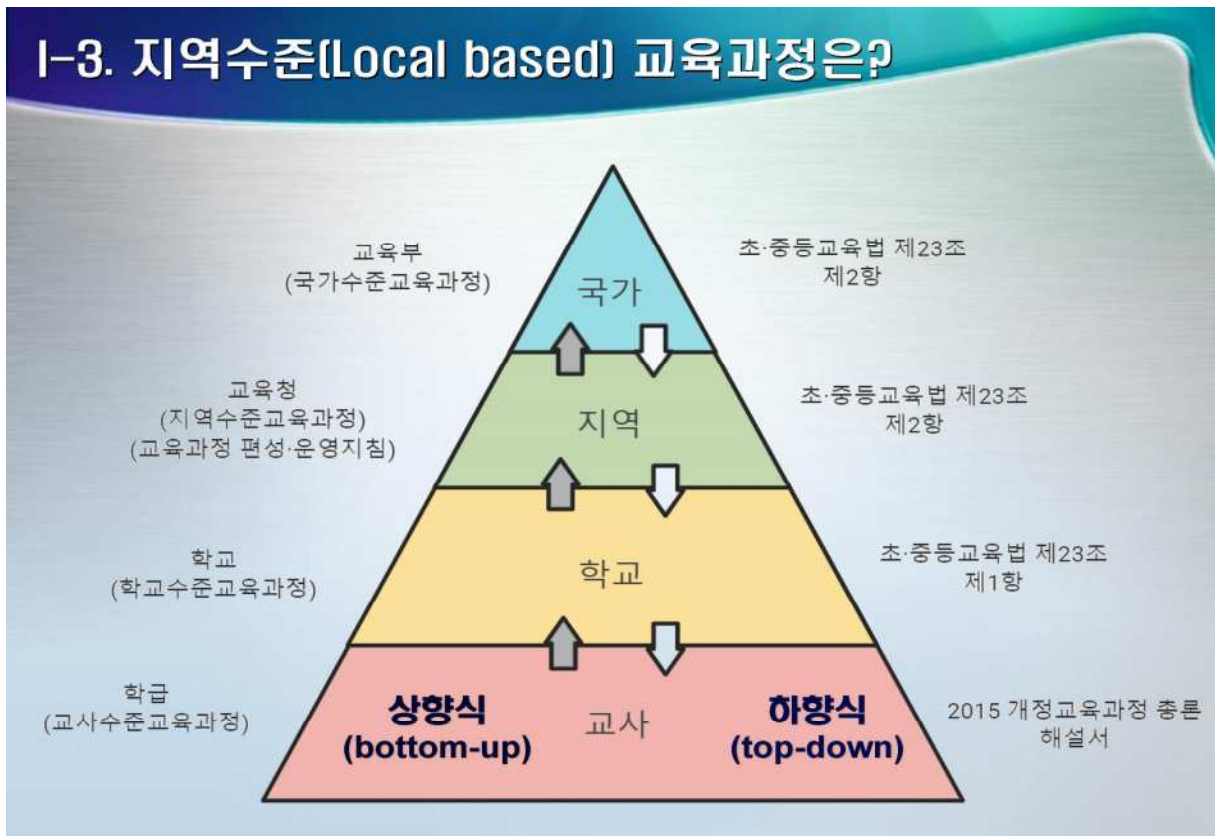 I-3. 지역수준(Local based) 교육과정은?
교육부
(국가수준교육과정)
국가
초·중등교육법 제23조
제2항
교육청
(지역수준교육과정)
(교육과정 편성·운영지침)
지역
초·중등교육법 제23조
제2항
학교
(학교수준교육과정)
학교
초·중등교육법 제23조
제1항
학급
(교사수준교육과정)
상향식
(bottom-up)
교사
하향식
(top-down)
2015 개정교육과정 총론
해설서